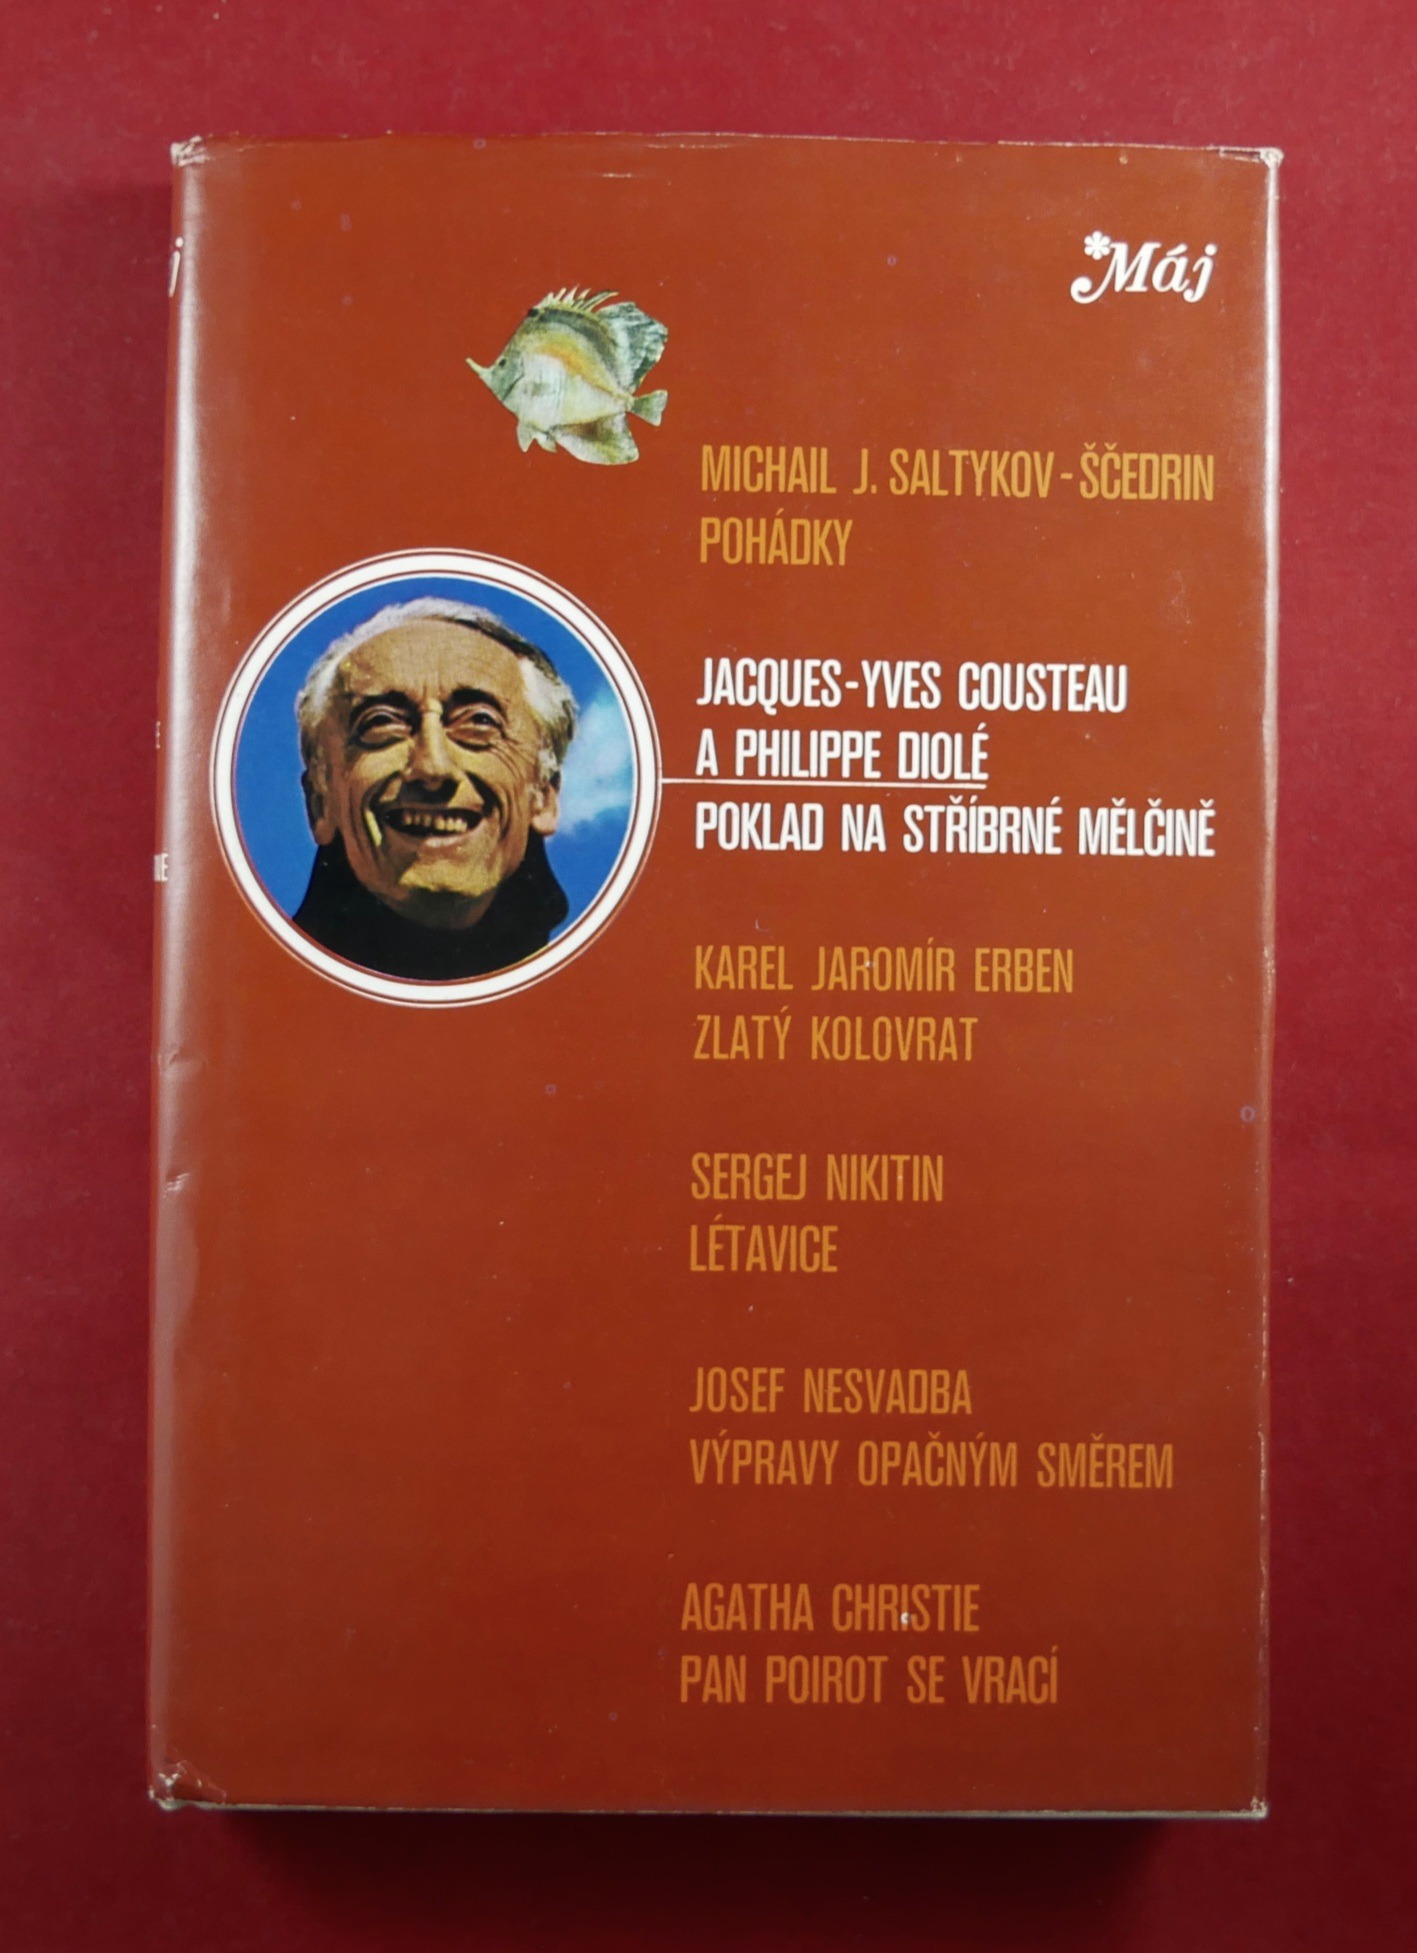 *Máj
MICHAIL J. SALTYKOV-ŠČEDRIN
POHÁDKY
JACQUES-YVES COUSTEAU
A PHILIPPE DIOLÉ
POKLAD NA STŘÍBRNÉ MĚLČINĚ
KAREL JAROMÍR ERBEN
ZLATÝ KOLOVRAT
SERGEJ NIKITIN
LÉTAVICE
JOSEF NESVADBA
VÝPRAVY OPAČNÝM SMĚREM
AGATHA CHRISTIE
PAN POIROT SE VRACÍ